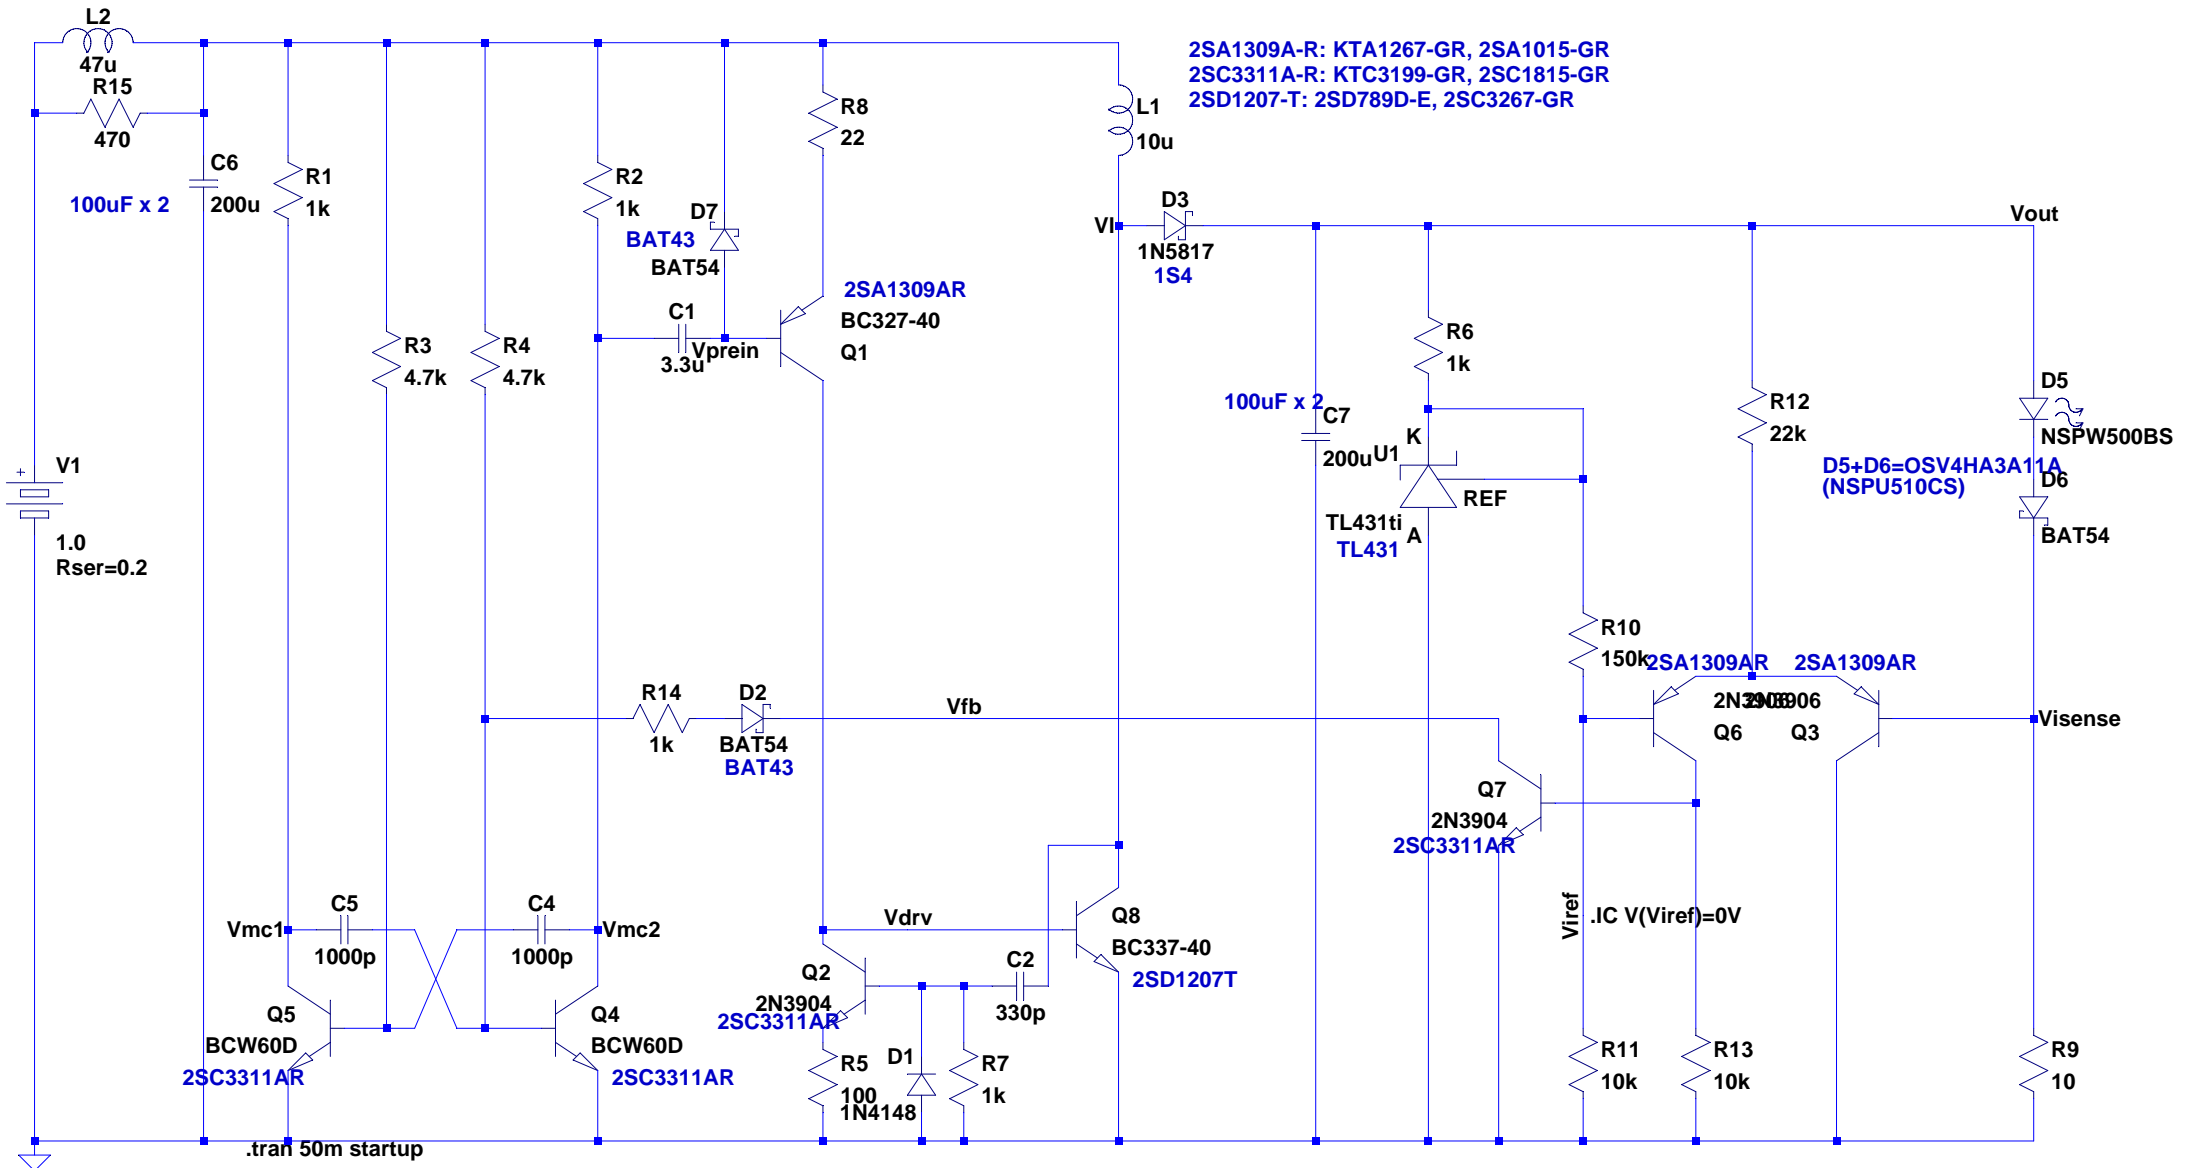 L2
47u
R15
470
C6
200u
100uF x 2
R1
1k
R3
4.7k
R4
4.7k
R2
1k
D7
BAT43
BAT54
R8
22
C1
3.3u
Vprein
2SA1309AR
BC327-40
Q1
2SA1309A-R: KTA1267-GR, 2SA1015-GR
2SC3311A-R: KTC3199-GR, 2SC1815-GR
2SD1207-T: 2SD789D-E, 2SC3267-GR
L1
10u
VI
D3
1N5817
1S4
Vout
R6
1k
100uF x 2
C7
200u
U1
K
REF
A
TL431ti
TL431
R12
22k
D5
NSPW500BS
D5+D6=OSV4HA3A11A
(NSPU510CS)
D6
BAT54
V1
+
1.0
Rser=0.2
R14
1k
D2
BAT54
BAT43
Vfb
R10
150k
2SA1309AR
2SA1309AR
2N3906
2N3906
Q6
Q3
Visense
Q7
2N3904
2SC3311AR
Viref
.IC V(Viref)=0V
Vmc1
C5
1000p
C4
1000p
Vmc2
Vdrv
Q8
BC337-40
2SD1207T
Q5
BCW60D
2SC3311AR
Q4
BCW60D
2SC3311AR
Q2
2N3904
2SC3311AR
C2
330p
R5
100
D1
1N4148
R7
1k
R11
10k
R13
10k
R9
10
.tran 50m startup